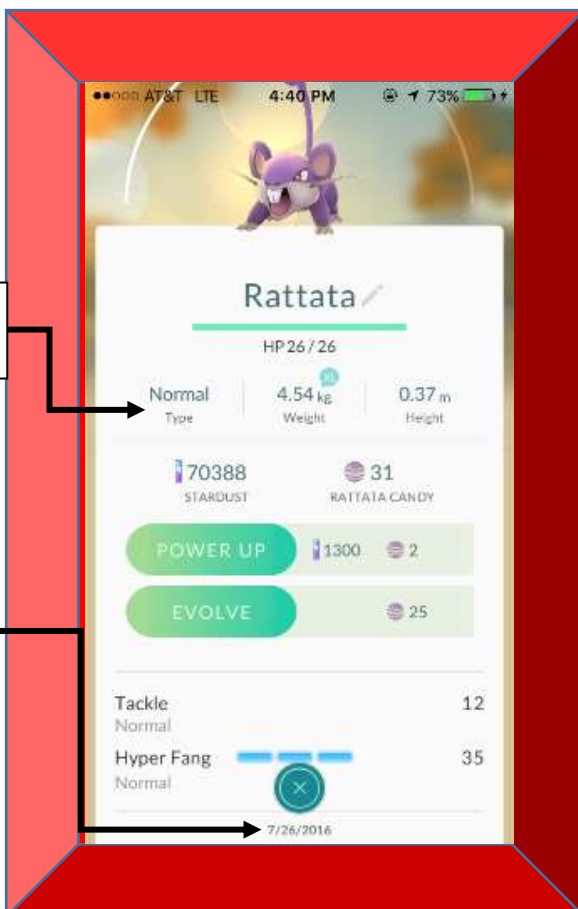 AT&T LTE 4:40 PM 73%
Rattata
HP 26 / 26
Normal 4.54 kg XL 0.37 m
Type Weight Height
70388 31
STARDUST RATTATA CANDY
POWER UP 1300 2
EVOLVE 25
Tackle 12
Normal
Hyper Fang 35
Normal
7/26/2016